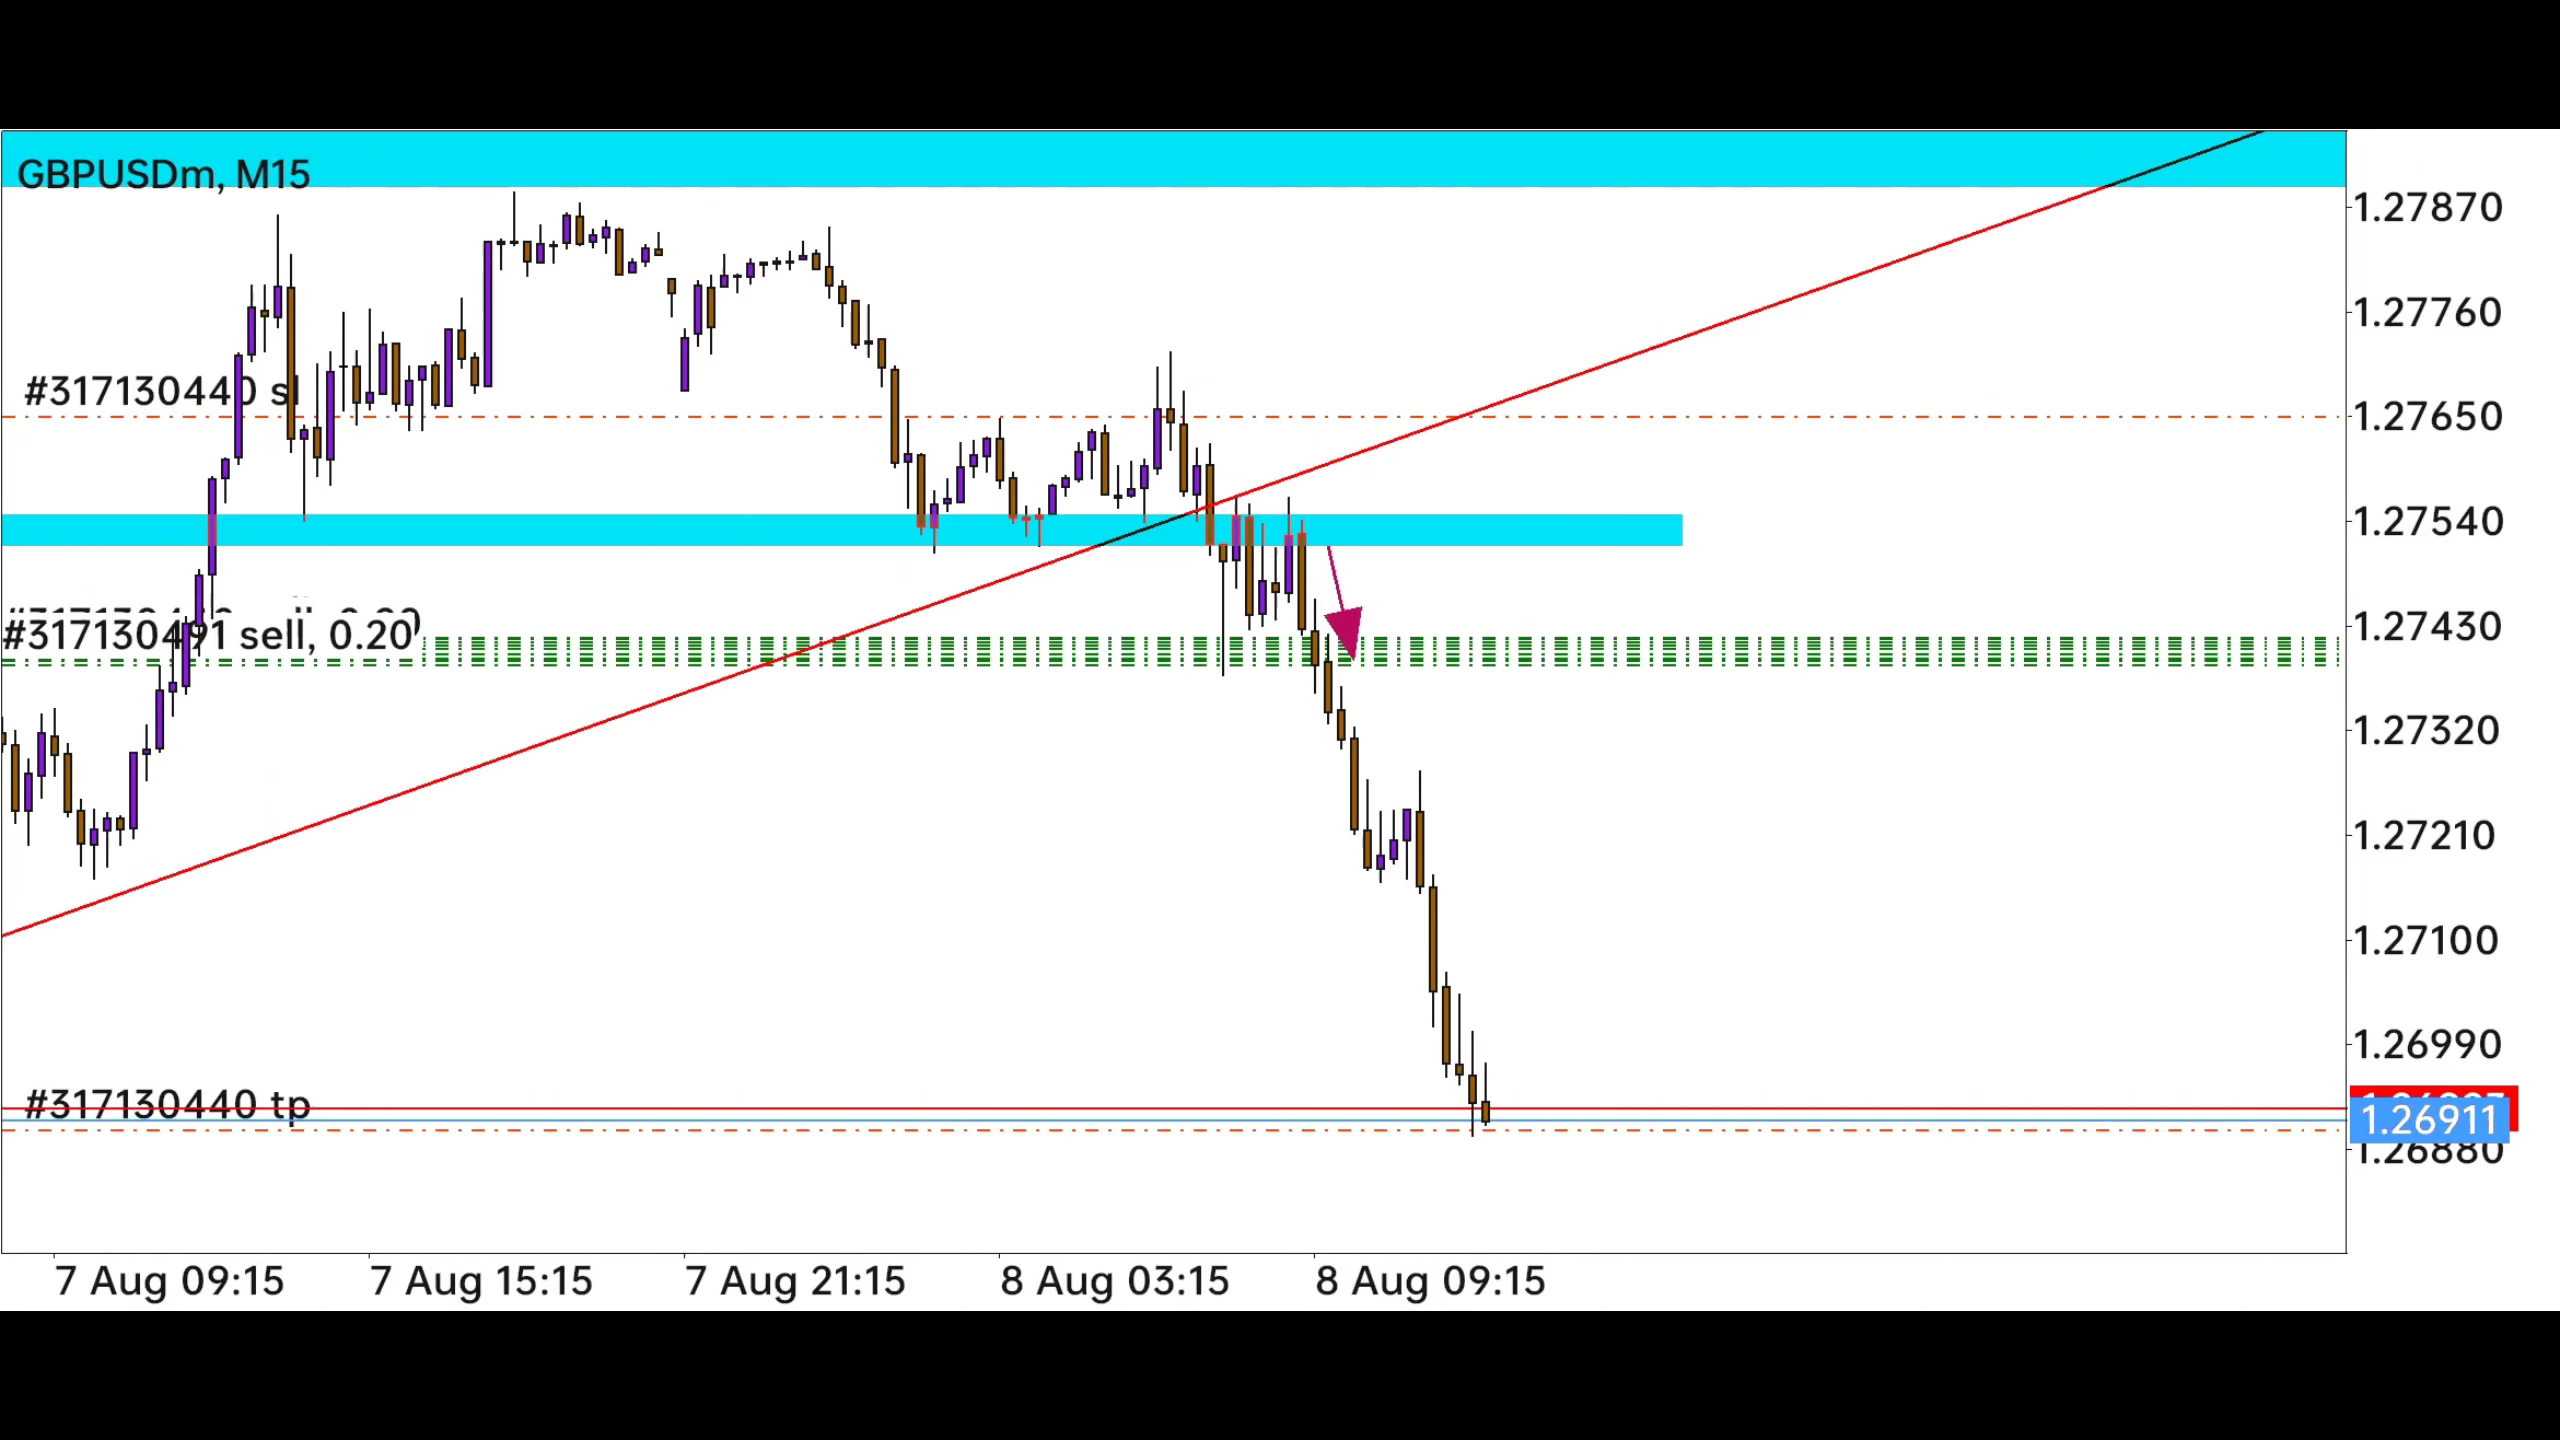 GBPUSDm, M15
1.27870
1.27760
#317130440 sl
1.27650
1.27540
#317130491 sell, 0.20
1.27430
1.27320
1.27210
1.27100
1.26990
#317130440 tp
1.26911
1.26880
7 Aug 09:15
7 Aug 15:15
7 Aug 21:15
8 Aug 03:15
8 Aug 09:15